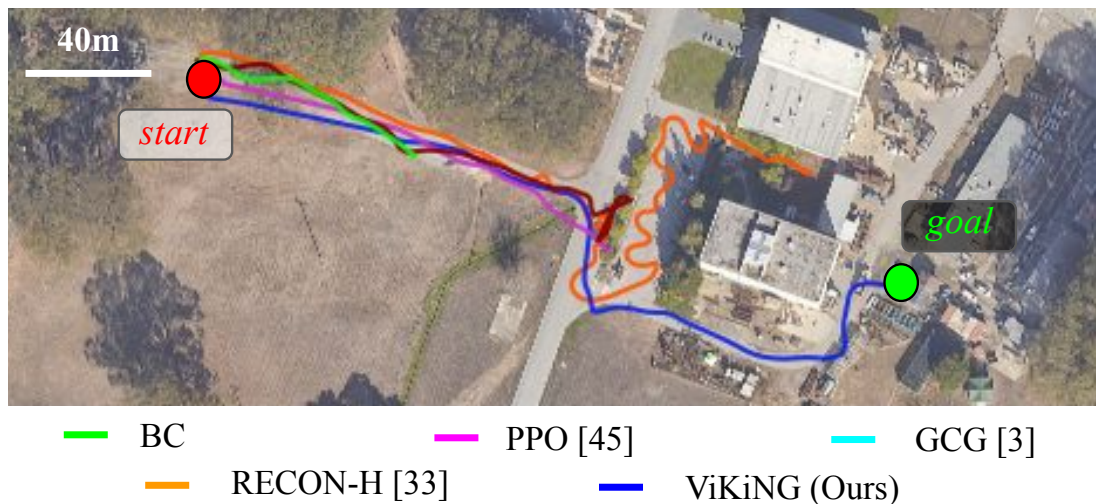 40m
start
goal
BC
PPO [45]
GCG [3]
RECON-H [33]
ViKiNG (Ours)